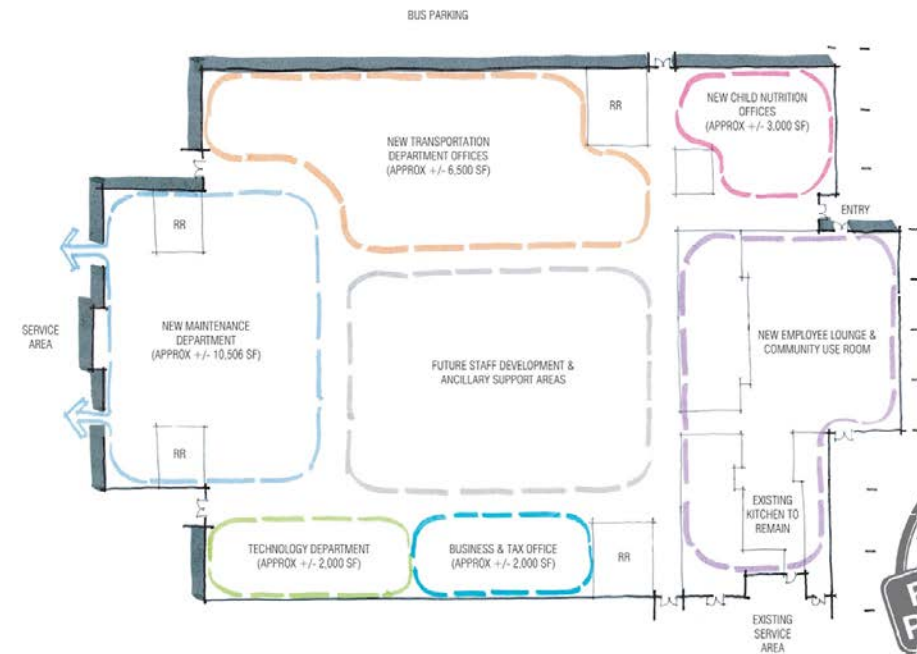 BUS PARKING
RR
NEW CHILD NUTRITION
OFFICES
(APPROX +/- 3,000 SF)
NEW TRANSPORTATION
DEPARTMENT OFFICES
(APPROX +/- 6,500 SF)
RR
ENTRY
SERVICE
AREA
NEW MAINTENANCE
DEPARTMENT
(APPROX +/- 10,506 SF)
NEW EMPLOYEE LOUNGE &
COMMUNITY USE ROOM
FUTURE STAFF DEVELOPMENT &
ANCILLARY SUPPORT AREAS
RR
EXISTING
KITCHEN TO
REMAIN
TECHNOLOGY DEPARTMENT
(APPROX +/- 2,000 SF)
BUSINESS & TAX OFFICE
(APPROX +/- 2,000 SF)
RR
EXISTING
SERVICE
AREA